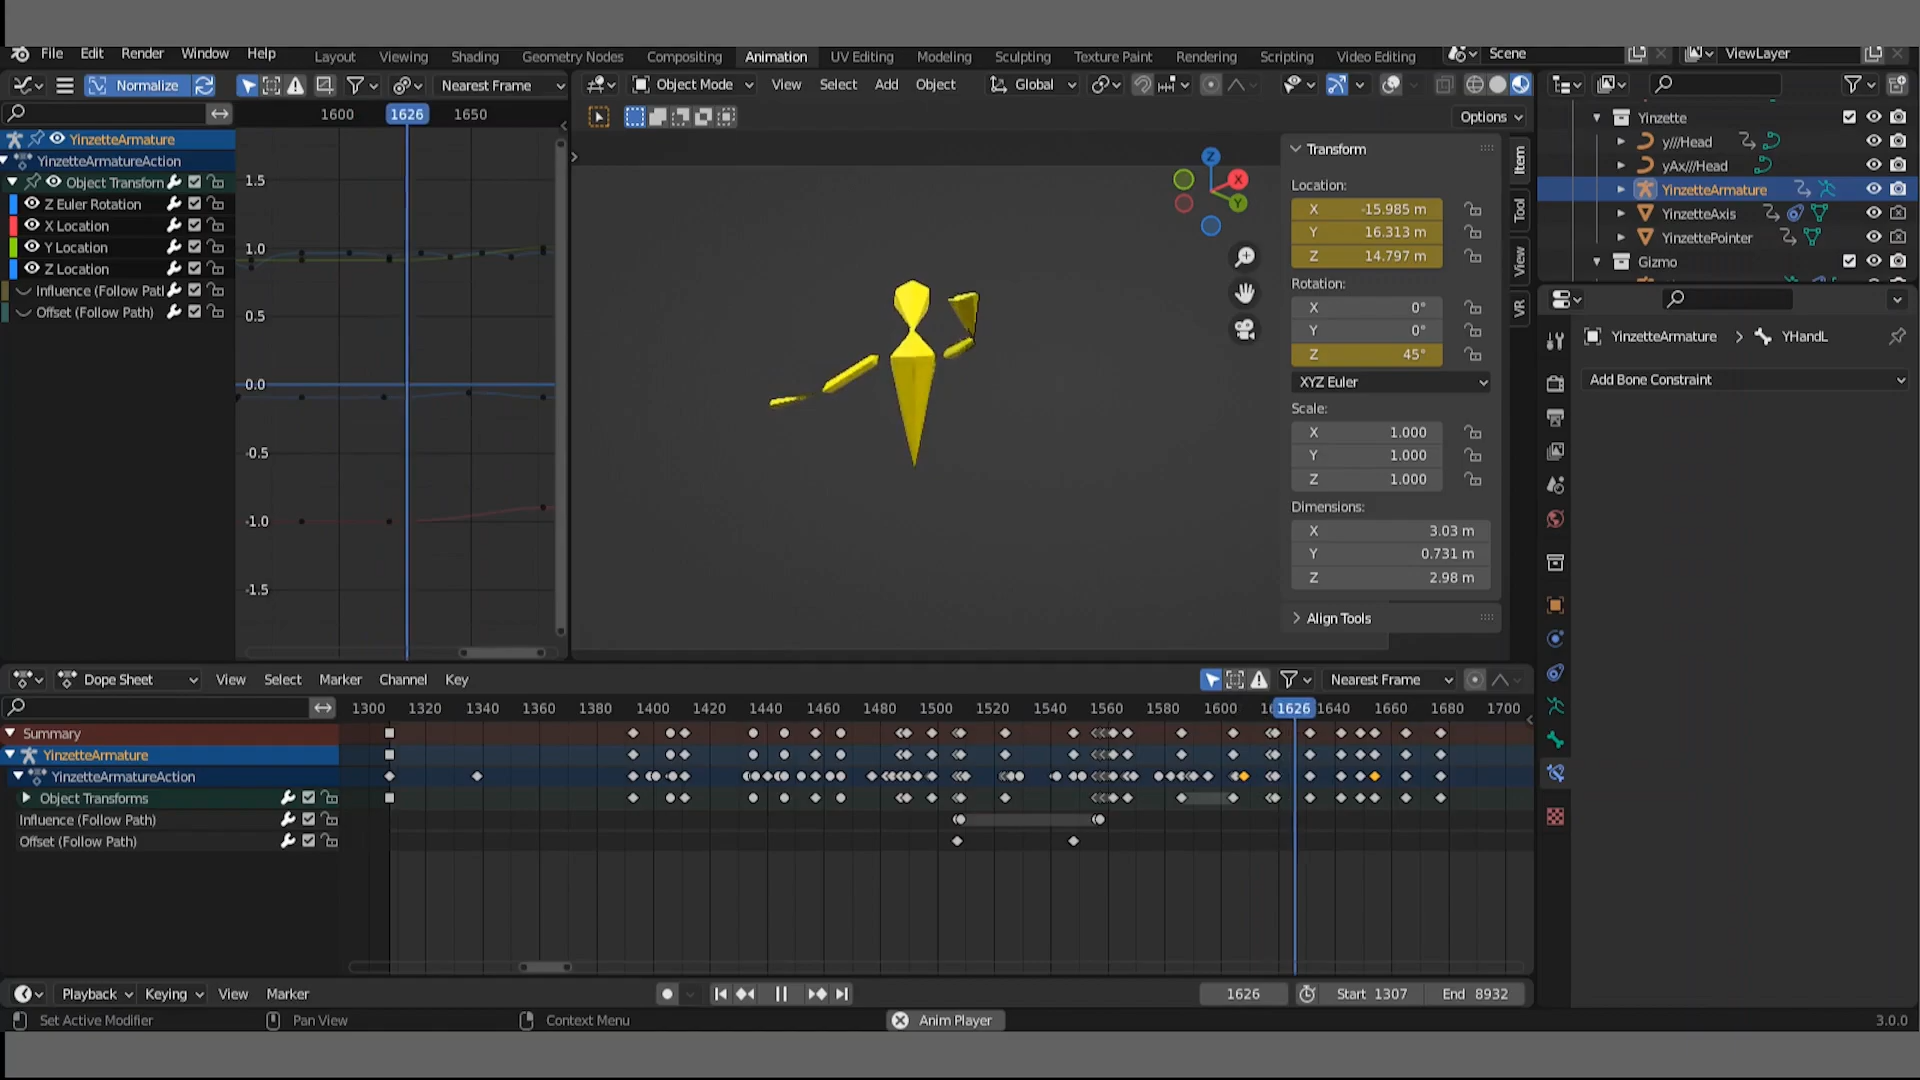 File Edit Render Window Help Layout Viewing Shading Geometry Nodes Compositing Animation UV Editing Modeling Sculpting Texture Paint Rendering Scripting Video Editing Scene ViewLayer
Normalize Nearest Frame Object Mode View Select Add Object Global
1600 1626 1650 Options
YinzetteArmature
YinzetteArmatureAction
Object Transform
Z Euler Rotation
X Location
Y Location
Z Location
Influence (Follow Patl
Offset (Follow Path)
1.5
1.0
0.5
0.0
-0.5
-1.0
-1.5
Z
X
Y
Transform
Location:
X -15.985 m
Y 16.313 m
Z 14.797 m
Rotation:
X 0°
Y 0°
Z 45°
XYZ Euler
Scale:
X 1.000
Y 1.000
Z 1.000
Dimensions:
X 3.03 m
Y 0.731 m
Z 2.98 m
Align Tools
Item
Tool
View
VR
Yinzette
y///Head
yAx///Head
YinzetteArmature
YinzetteAxis
YinzettePointer
Gizmo
YinzetteArmature YHandL
Add Bone Constraint
Dope Sheet View Select Marker Channel Key Nearest Frame
1300 1320 1340 1360 1380 1400 1420 1440 1460 1480 1500 1520 1540 1560 1580 1600 1626 1640 1660 1680 1700
Summary
YinzetteArmature
YinzetteArmatureAction
Object Transforms
Influence (Follow Path)
Offset (Follow Path)
Playback Keying View Marker 1626 Start 1307 End 8932
Set Active Modifier Pan View Context Menu Anim Player 3.0.0